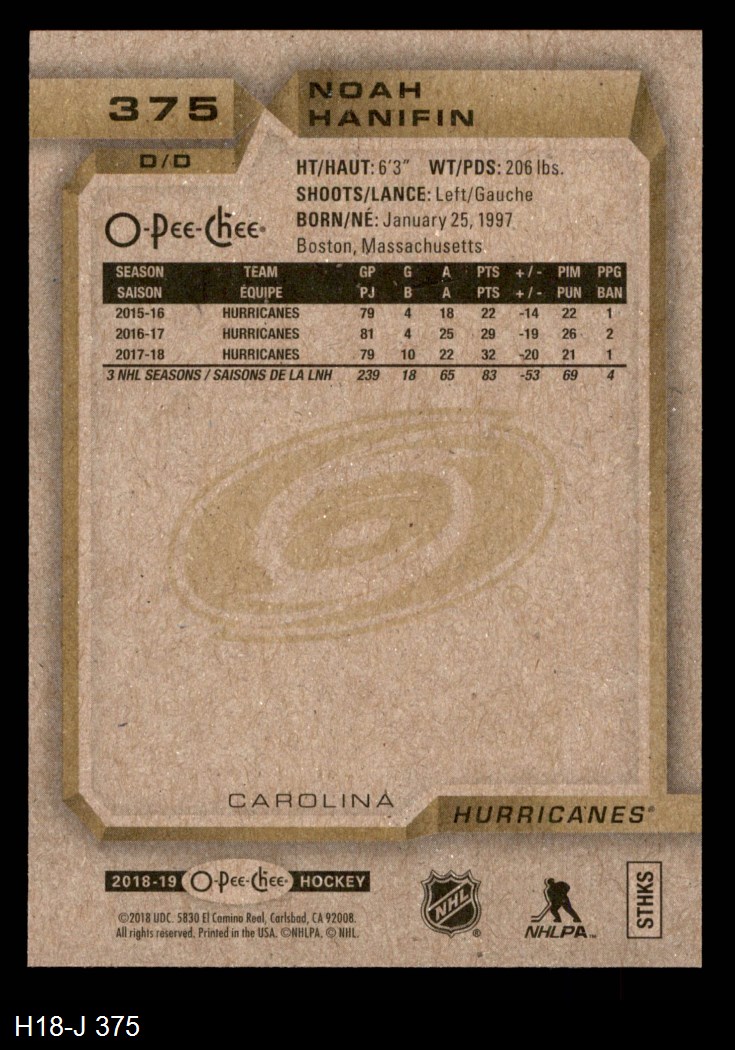 375
NOAH
HANIFIN
D/D
HT/HAUT: 6'3" WT/PDS: 206 lbs.
SHOOTS/LANCE: Left/Gauche
BORN/NÉ: January 25, 1997
Boston, Massachusetts
O-Pee-Chee®
SEASON TEAM GP G A PTS +/- PIM PPG
SAISON ÉQUIPE PJ B A PTS +/- PUN BAN
2015-16 HURRICANES 79 4 18 22 -14 22 1
2016-17 HURRICANES 81 4 25 29 -19 26 2
2017-18 HURRICANES 79 10 22 32 -20 21 1
3 NHL SEASONS / SAISONS DE LA LNH 239 18 65 83 -53 69 4
CAROLINA
HURRICANES®
2018-19 O-Pee-Chee HOCKEY
©2018 UDC. 5830 El Camino Real, Carlsbad, CA 92008.
All rights reserved. Printed in the USA. ©NHLPA. © NHL.
NHL ®
NHLPA™
STHKS
H18-J 375